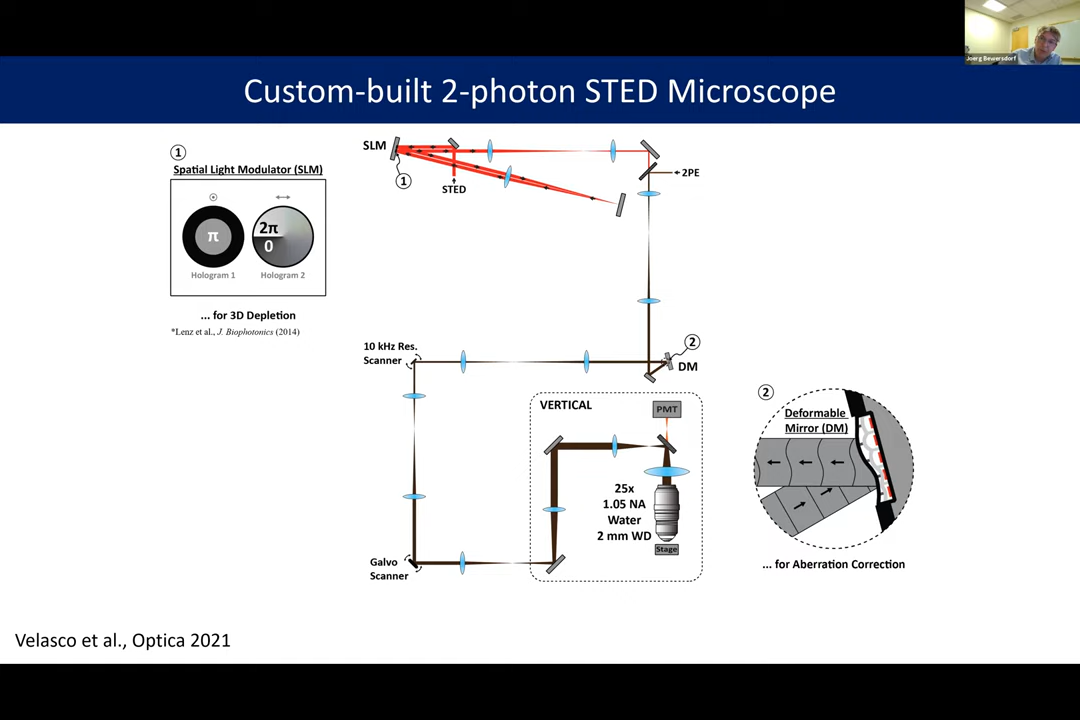 Joerg Bewersdorf
Custom-built 2-photon STED Microscope
1
Spatial Light Modulator (SLM)
π
2π
0
Hologram 1
Hologram 2
... for 3D Depletion
*Lenz et al., J. Biophotonics (2014)
SLM
1
STED
2PE
10 kHz Res.
Scanner
2
DM
VERTICAL
PMT
25x
1.05 NA
Water
2 mm WD
Stage
Galvo
Scanner
2
Deformable
Mirror (DM)
... for Aberration Correction
Velasco et al., Optica 2021